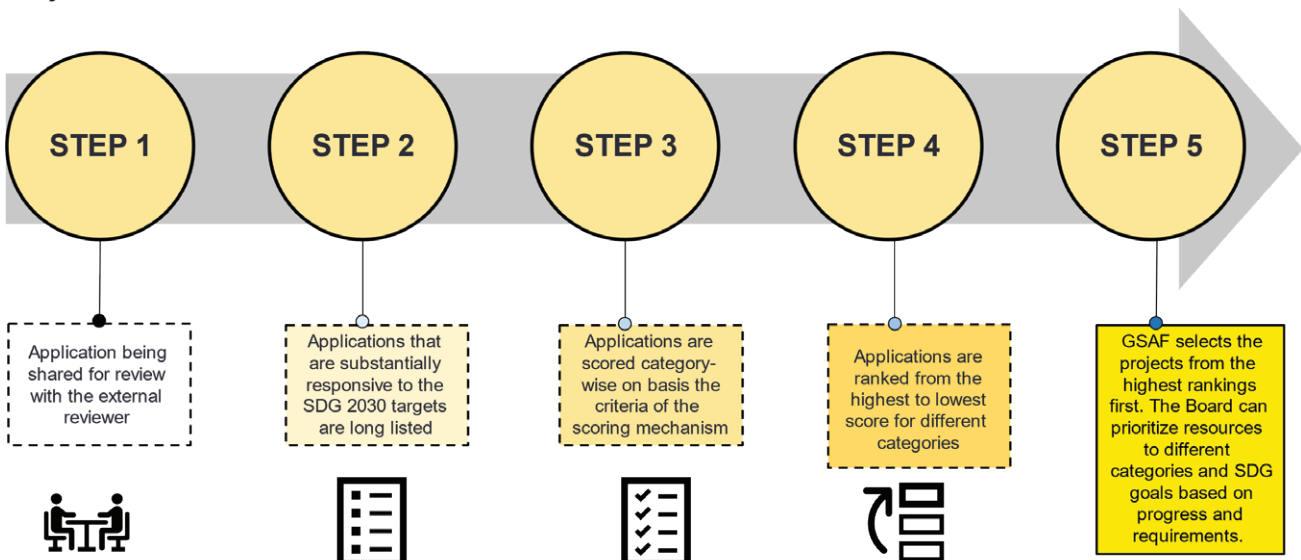 STEP 1
STEP 2
STEP 3
STEP 4
STEP 5
Application being
shared for review
with the external
reviewer
Applications that
are substantially
responsive to the
SDG 2030 targets
are long listed
Applications are
scored category-
wise on basis the
criteria of the
scoring mechanism
Applications are
ranked from the
highest to lowest
score for different
categories
GSAF selects the
projects from the
highest rankings
first. The Board can
prioritize resources
to different
categories and SDG
goals based on
progress and
requirements.